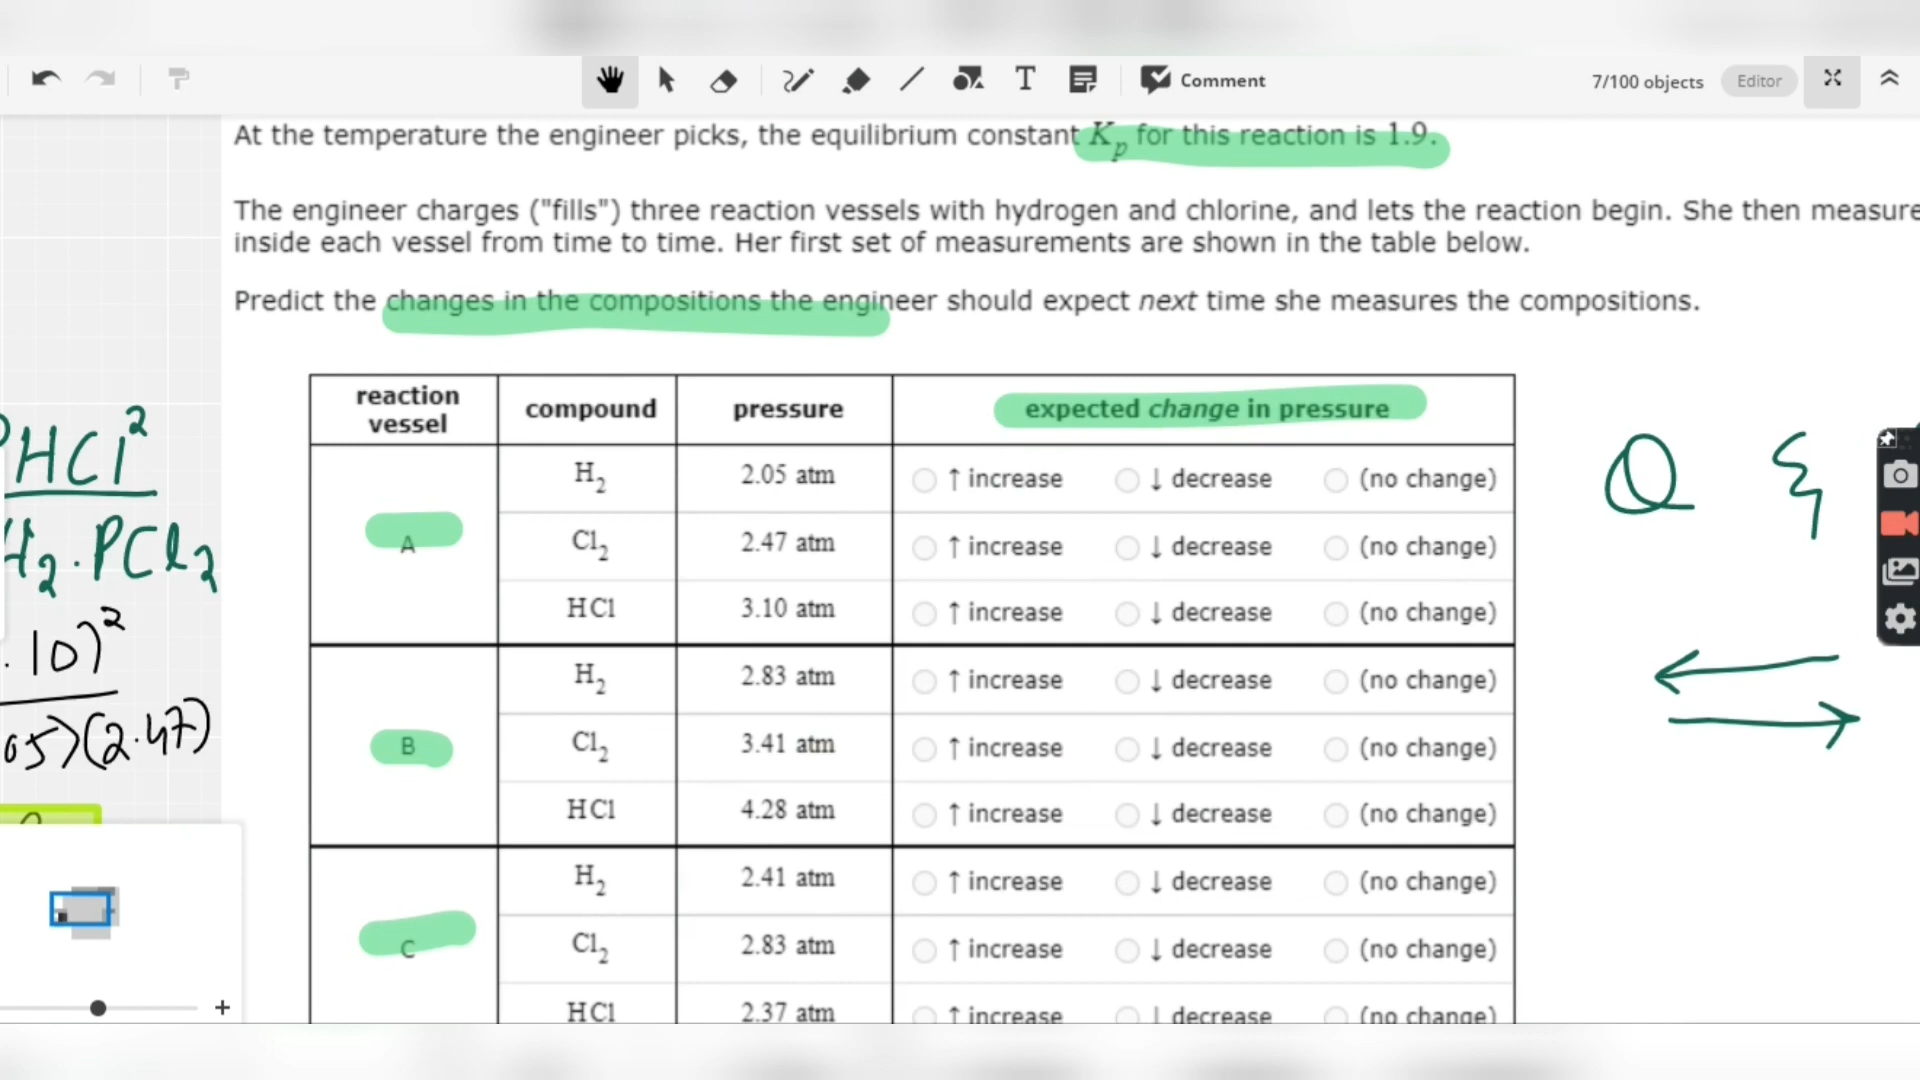 Comment
7/100 objects
Editor
At the temperature the engineer picks, the equilibrium constant Kp for this reaction is 1.9.
The engineer charges ("fills") three reaction vessels with hydrogen and chlorine, and lets the reaction begin. She then measure
inside each vessel from time to time. Her first set of measurements are shown in the table below.
Predict the changes in the compositions the engineer should expect next time she measures the compositions.
reaction vessel compound pressure expected change in pressure
A
H2 2.05 atm ↑ increase ↓ decrease (no change)
Cl2 2.47 atm ↑ increase ↓ decrease (no change)
HCl 3.10 atm ↑ increase ↓ decrease (no change)
B
H2 2.83 atm ↑ increase ↓ decrease (no change)
Cl2 3.41 atm ↑ increase ↓ decrease (no change)
HCl 4.28 atm ↑ increase ↓ decrease (no change)
C
H2 2.41 atm ↑ increase ↓ decrease (no change)
Cl2 2.83 atm ↑ increase ↓ decrease (no change)
HCl 2.37 atm ↑ increase ↓ decrease (no change)
PHCl²
H2 . PCl2
.10)²
05)(2.47)
Q